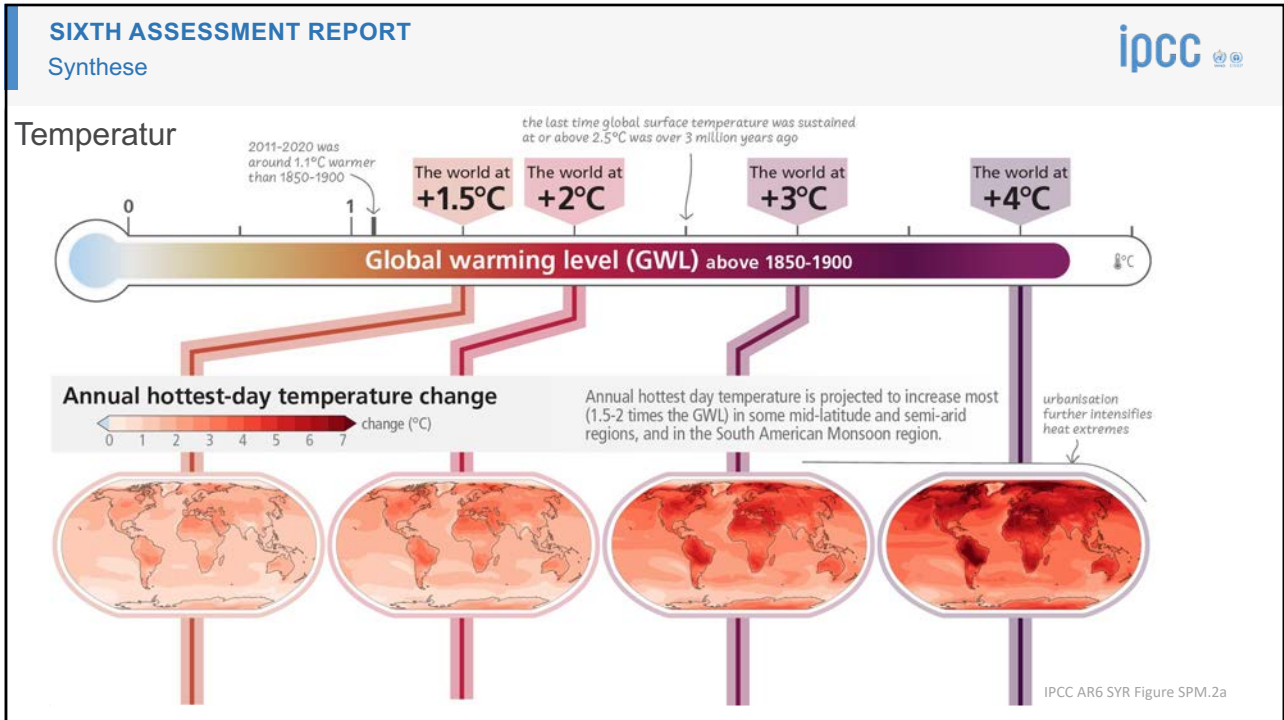 SIXTH ASSESSMENT REPORT
Synthese
ipcc
Temperatur
2011-2020 was
around 1.1°C warmer
than 1850-1900
the last time global surface temperature was sustained
at or above 2.5°C was over 3 million years ago
The world at
+1.5°C
The world at
+2°C
The world at
+3°C
The world at
+4°C
0
1
Global warming level (GWL) above 1850-1900
°C
Annual hottest-day temperature change
change (°C)
0 1 2 3 4 5 6 7
Annual hottest day temperature is projected to increase most
(1.5-2 times the GWL) in some mid-latitude and semi-arid
regions, and in the South American Monsoon region.
urbanisation
further intensifies
heat extremes
IPCC AR6 SYR Figure SPM.2a